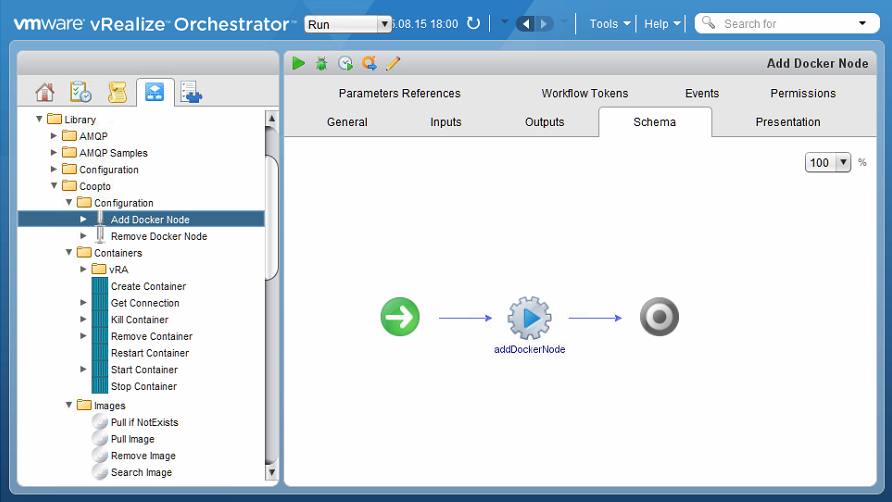 vmware vRealize Orchestrator™
Run
5.08.15 18:00
Tools
Help
Search for
Add Docker Node
Parameters References
Workflow Tokens
Events
Permissions
General
Inputs
Outputs
Schema
Presentation
100
%
Library
AMQP
AMQP Samples
Configuration
Coopto
Configuration
Add Docker Node
Remove Docker Node
Containers
vRA
Create Container
Get Connection
Kill Container
Remove Container
Restart Container
Start Container
Stop Container
Images
Pull if NotExists
Pull Image
Remove Image
Search Image
addDockerNode